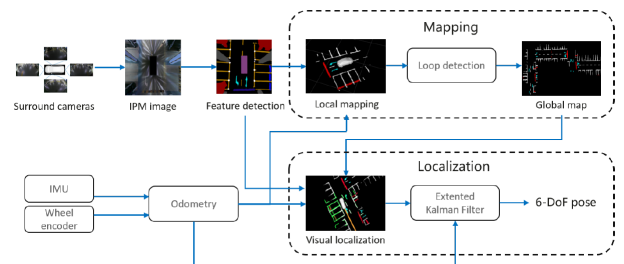 Mapping
Surround cameras
IPM image
Feature detection
Local mapping
Loop detection
Global map
Localization
IMU
Wheel
encoder
Odometry
Visual localization
Extented
Kalman Filter
6-DoF pose